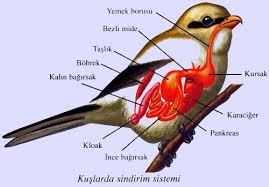 Yemek borusu
Bezli mide
Taşlık
Böbrek
Kalın bağırsak
Kursak
Karaciğer
Pankreas
Kloak
İnce bağırsak
Kuşlarda sindirim sistemi